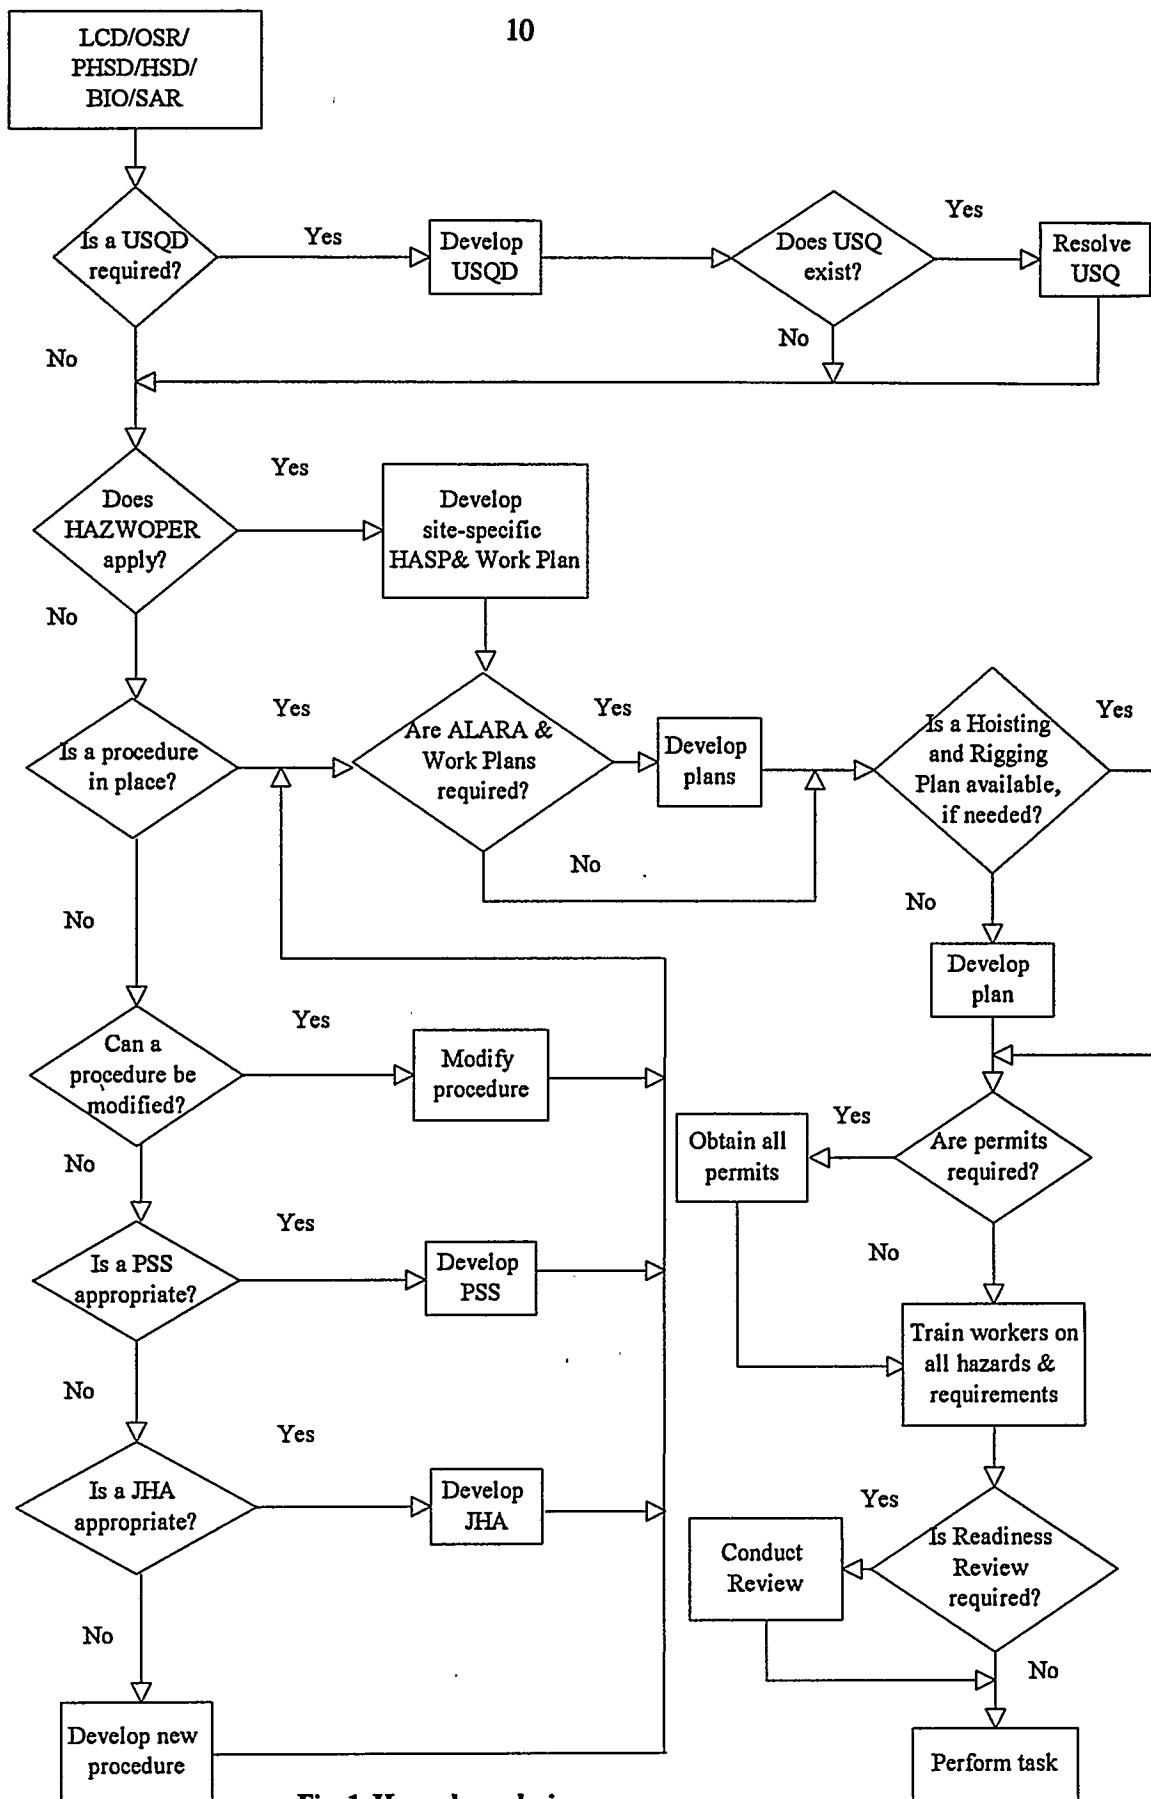 10
LCD/OSR/
PHSD/HSD/
BIO/SAR
Is a USQD
required?
Yes
Develop
USQD
Does USQ
exist?
Yes
Resolve
USQ
No
No
Does
HAZWOPER
apply?
Yes
Develop
site-specific
HASP& Work Plan
No
Is a procedure
in place?
Yes
Are ALARA &
Work Plans
required?
Yes
Develop
plans
Is a Hoisting
and Rigging
Plan available,
if needed?
Yes
No
No
Develop
plan
No
Can a
procedure be
modified?
Yes
Modify
procedure
Are permits
required?
Yes
Obtain all
permits
No
No
Is a PSS
appropriate?
Yes
Develop
PSS
Train workers on
all hazards &
requirements
No
Is a JHA
appropriate?
Yes
Develop
JHA
Is Readiness
Review
required?
Yes
Conduct
Review
No
No
Develop new
procedure
Perform task